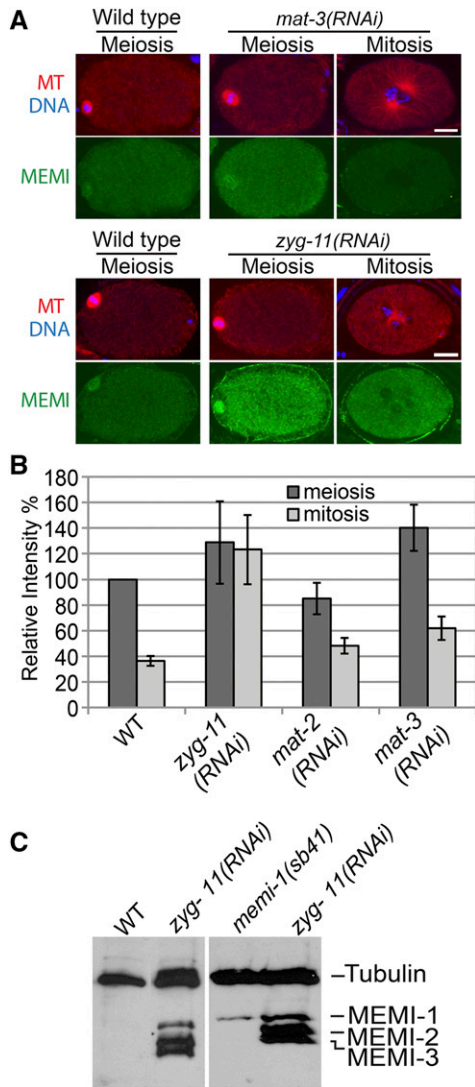 A
Wild type mat-3(RNAi)
Meiosis Meiosis Mitosis
MT
DNA
MEMI
Wild type zyg-11(RNAi)
Meiosis Meiosis Mitosis
MT
DNA
MEMI
B
180
160
140
120
100
80
60
40
20
0
Relative Intensity %
meiosis
mitosis
WT
zyg-11
(RNAi)
mat-2
(RNAi)
mat-3
(RNAi)
C
WT
zyg- 11(RNAi)
memi-1(sb41)
zyg- 11(RNAi)
Tubulin
MEMI-1
MEMI-2
MEMI-3